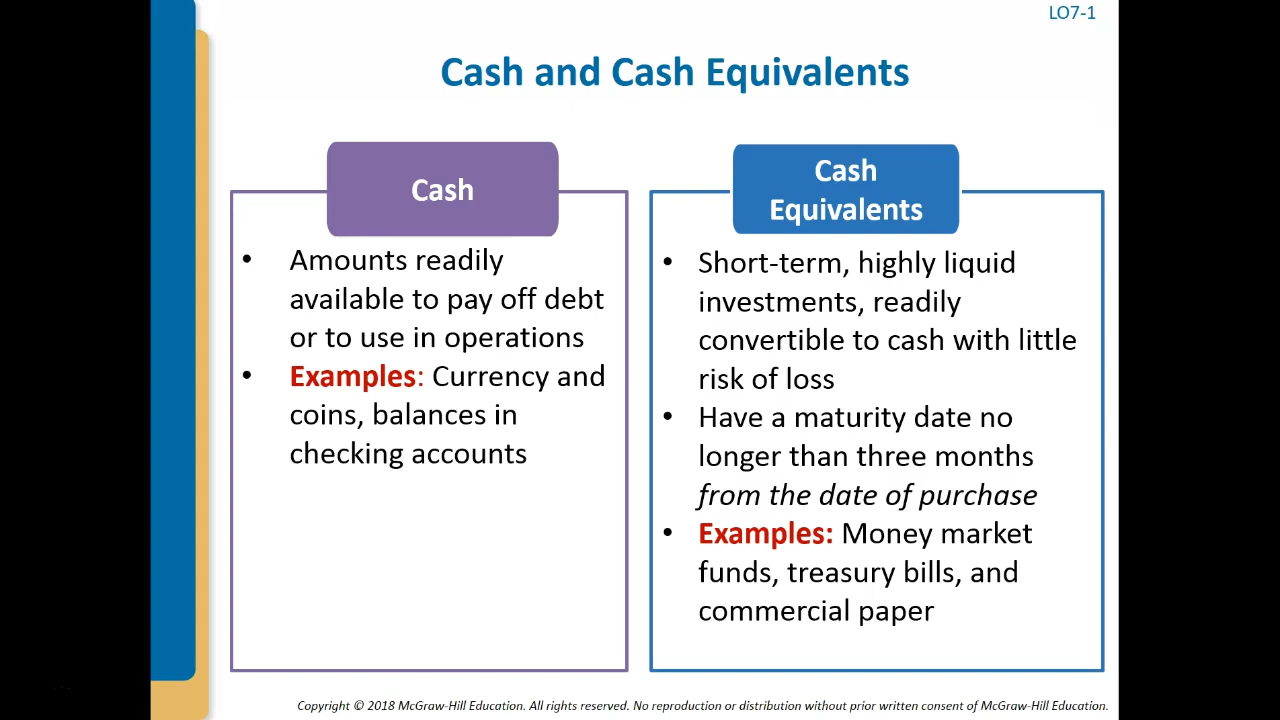 LO7-1
Cash and Cash Equivalents
Cash
• Amounts readily
available to pay off debt
or to use in operations
• Examples: Currency and
coins, balances in
checking accounts
Cash
Equivalents
• Short-term, highly liquid
investments, readily
convertible to cash with little
risk of loss
• Have a maturity date no
longer than three months
from the date of purchase
• Examples: Money market
funds, treasury bills, and
commercial paper
Copyright © 2018 McGraw-Hill Education. All rights reserved. No reproduction or distribution without prior written consent of McGraw-Hill Education.